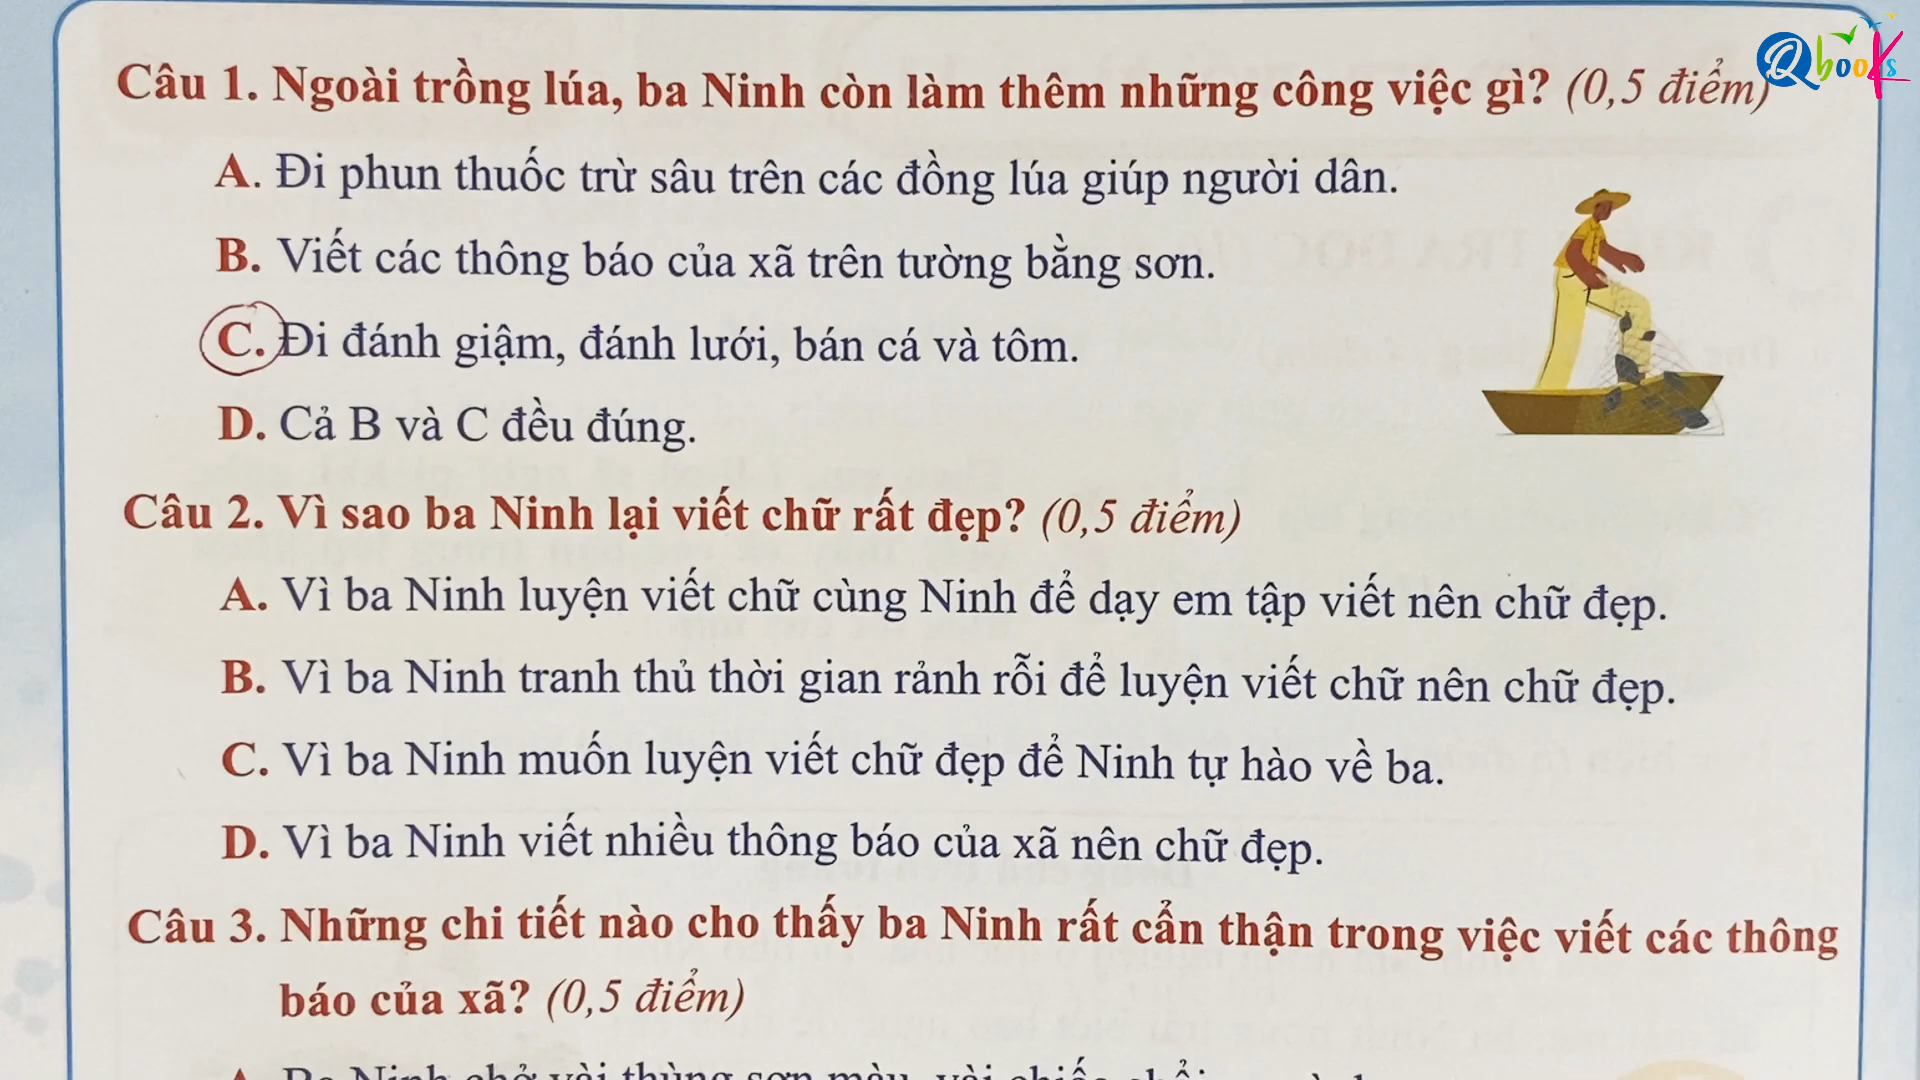 Qbooks
Câu 1. Ngoài trồng lúa, ba Ninh còn làm thêm những công việc gì? (0,5 điểm)
A. Đi phun thuốc trừ sâu trên các đồng lúa giúp người dân.
B. Viết các thông báo của xã trên tường bằng sơn.
C. Đi đánh giậm, đánh lưới, bán cá và tôm.
D. Cả B và C đều đúng.
Câu 2. Vì sao ba Ninh lại viết chữ rất đẹp? (0,5 điểm)
A. Vì ba Ninh luyện viết chữ cùng Ninh để dạy em tập viết nên chữ đẹp.
B. Vì ba Ninh tranh thủ thời gian rảnh rỗi để luyện viết chữ nên chữ đẹp.
C. Vì ba Ninh muốn luyện viết chữ đẹp để Ninh tự hào về ba.
D. Vì ba Ninh viết nhiều thông báo của xã nên chữ đẹp.
Câu 3. Những chi tiết nào cho thấy ba Ninh rất cẩn thận trong việc viết các thông
báo của xã? (0,5 điểm)